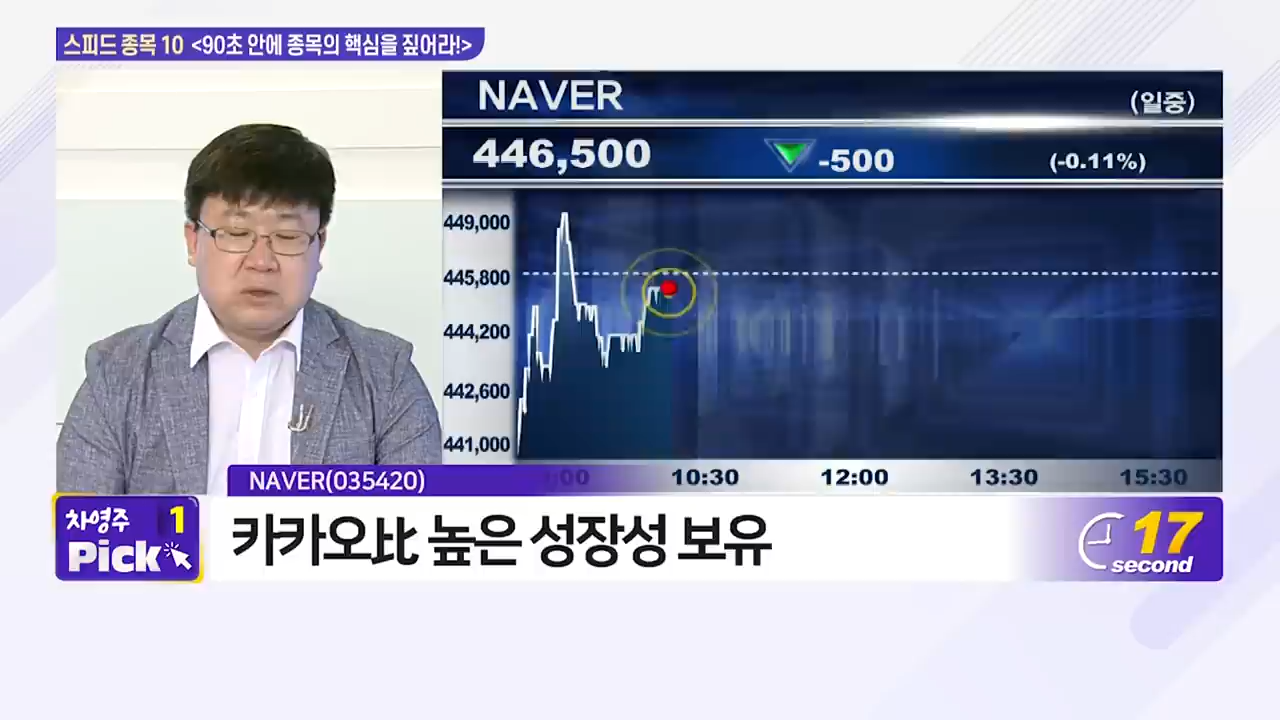 스피드 종목 10 <90초 안에 종목의 핵심을 짚어라!>
NAVER
(일중)
446,500
-500
(-0.11%)
449,000
445,800
444,200
442,600
441,000
10:30
12:00
13:30
15:30
NAVER(035420)
차영주 1
Pick
카카오比 높은 성장성 보유
17
second